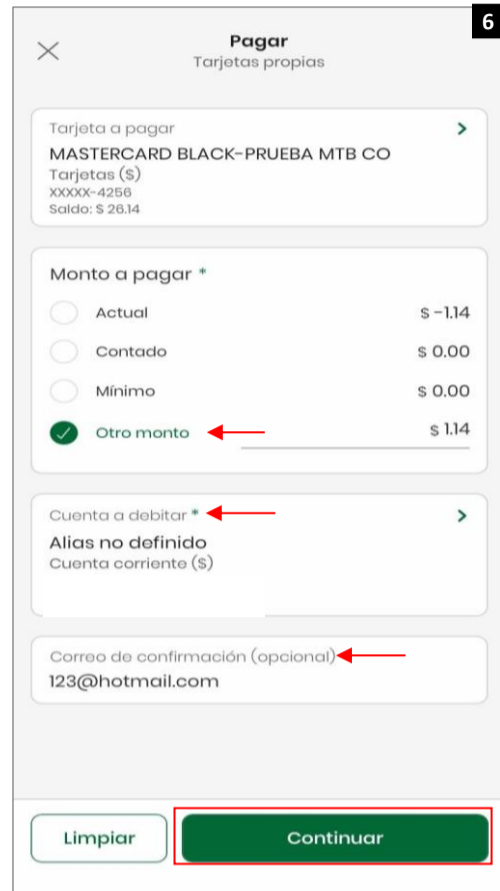 6
Pagar
Tarjetas propias
Tarjeta a pagar
MASTERCARD BLACK-PRUEBA MTB CO
Tarjetas ($)
XXXXX-4256
Saldo: $ 26.14
Monto a pagar *
Actual $ -1.14
Contado $ 0.00
Mínimo $ 0.00
Otro monto $ 1.14
Cuenta a debitar *
Alias no definido
Cuenta corriente ($)
Correo de confirmación (opcional)
123@hotmail.com
Limpiar Continuar